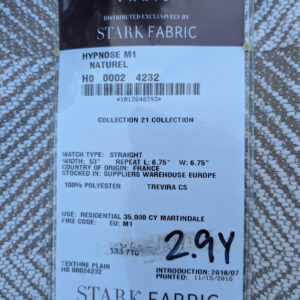 DISTRIBUTED EXCLUSIVELY BY
STARK FABRIC
HYPNOSE M1
NATUREL
H0 0002 4232
*1013948293*
COLLECTION 21 COLLECTION
MATCH TYPE: STRAIGHT
WIDTH: 53" REPEAT L: 6.75" W: 6.75"
COUNTRY OF ORIGIN: FRANCE
STOCKED IN: SUPPLIERS WAREHOUSE EUROPE
100% POLYESTER TREVIRA CS
USE: RESIDENTIAL 35,000 CY MARTINDALE
FIRE CODE: EU: M1
2.9Y
TEXTURE PLAIN
H0 00024232
INTRODUCTION: 2016/07
PRINTED: 11/15/2016
STARK FABRIC